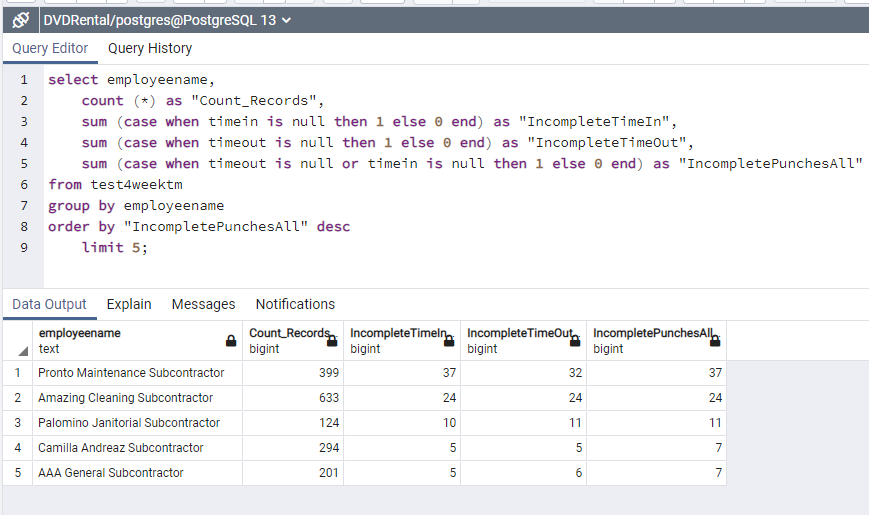 DVDRental/postgres@PostgreSQL 13
Query Editor Query History
1 select employeename,
2 count (*) as "Count_Records",
3 sum (case when timein is null then 1 else 0 end) as "IncompleteTimeIn",
4 sum (case when timeout is null then 1 else 0 end) as "IncompleteTimeOut",
5 sum (case when timeout is null or timein is null then 1 else 0 end) as "IncompletePunchesAll"
6 from test4weektm
7 group by employeename
8 order by "IncompletePunchesAll" desc
9 limit 5;
Data Output Explain Messages Notifications
employeename Count_Records IncompleteTimeIn IncompleteTimeOut IncompletePunchesAll
text bigint bigint bigint bigint
1 Pronto Maintenance Subcontractor 399 37 32 37
2 Amazing Cleaning Subcontractor 633 24 24 24
3 Palomino Janitorial Subcontractor 124 10 11 11
4 Camilla Andreaz Subcontractor 294 5 5 7
5 AAA General Subcontractor 201 5 6 7